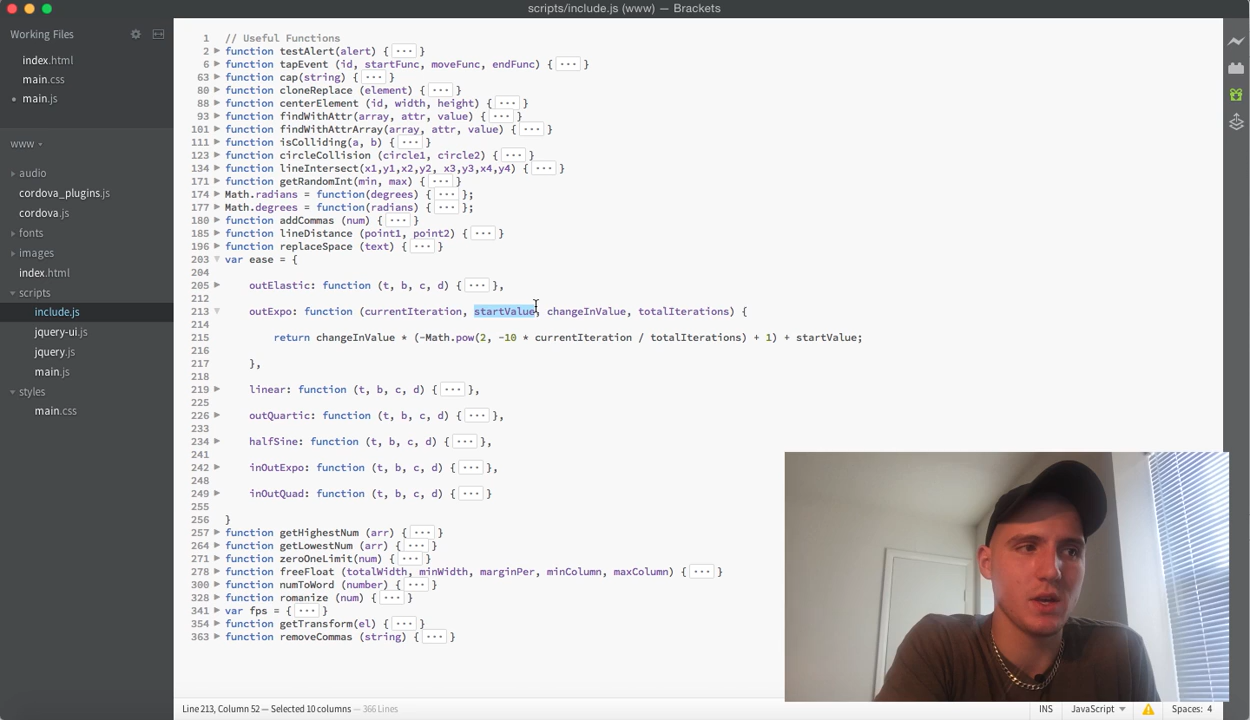 scripts/include.js (www) — Brackets
Working Files
index.html
main.css
main.js
www
audio
cordova_plugins.js
cordova.js
fonts
images
index.html
scripts
include.js
jquery-ui.js
jquery.js
main.js
styles
main.css
1 // Useful Functions
2 function testAlert(alert) { ... }
6 function tapEvent (id, startFunc, moveFunc, endFunc) { ... }
63 function cap(string) { ... }
80 function cloneReplace (element) { ... }
88 function centerElement (id, width, height) { ... }
93 function findWithAttr(array, attr, value) { ... }
101 function findWithAttrArray(array, attr, value) { ... }
111 function isColliding(a, b) { ... }
123 function circleCollision (circle1, circle2) { ... }
134 function lineIntersect(x1,y1,x2,y2, x3,y3,x4,y4) { ... }
171 function getRandomInt(min, max) { ... }
174 Math.radians = function(degrees) { ... };
177 Math.degrees = function(radians) { ... };
180 function addCommas (num) { ... }
185 function lineDistance (point1, point2) { ... }
196 function replaceSpace (text) { ... }
203 var ease = {
204
205 outElastic: function (t, b, c, d) { ... },
212
213 outExpo: function (currentIteration, startValue, changeInValue, totalIterations) {
214
215 return changeInValue * (-Math.pow(2, -10 * currentIteration / totalIterations) + 1) + startValue;
216
217 },
218
219 linear: function (t, b, c, d) { ... },
225
226 outQuartic: function (t, b, c, d) { ... },
233
234 halfSine: function (t, b, c, d) { ... },
241
242 inOutExpo: function (t, b, c, d) { ... },
248
249 inOutQuad: function (t, b, c, d) { ... }
255
256 }
257 function getHighestNum (arr) { ... }
264 function getLowestNum (arr) { ... }
271 function zeroOneLimit(num) { ... }
278 function freeFloat (totalWidth, minWidth, marginPer, minColumn, maxColumn) { ... }
300 function numToWord (number) { ... }
328 function romanize (num) { ... }
341 var fps = { ... }
354 function getTransform(el) { ... }
363 function removeCommas (string) { ... }
Line 213, Column 52 — Selected 10 columns — 366 Lines
INS JavaScript Spaces: 4